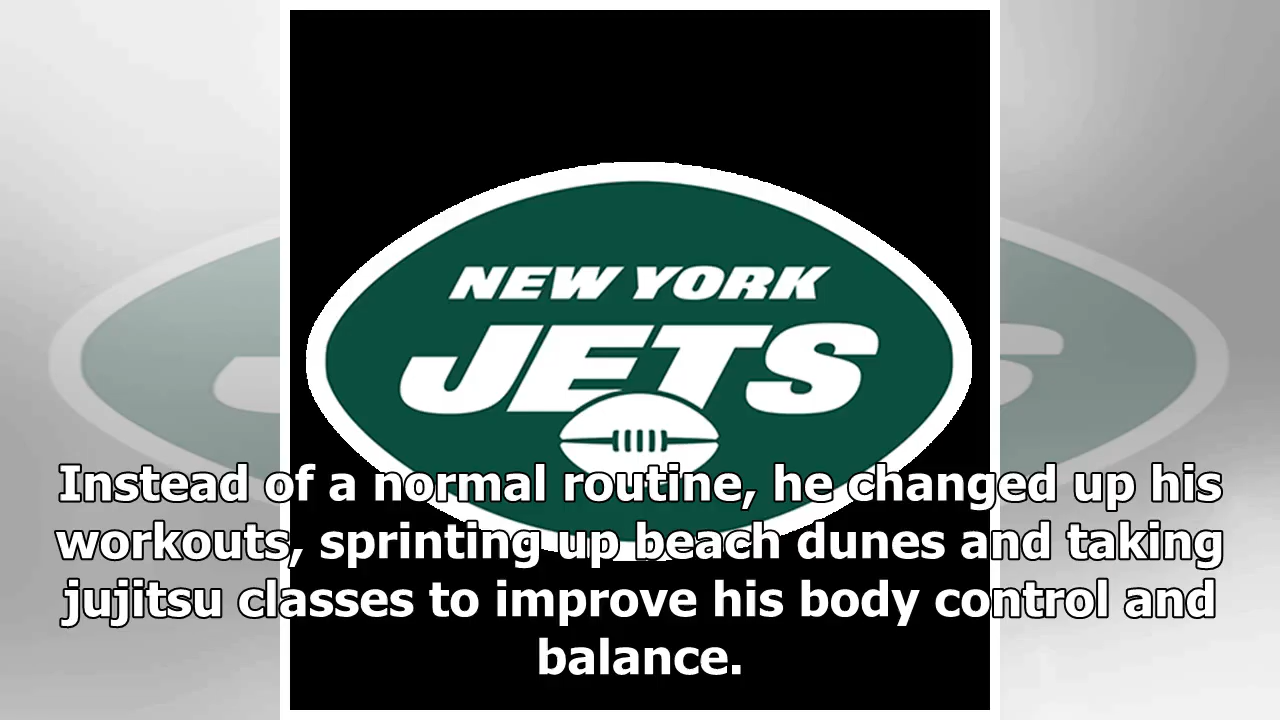 NEW YORK
JETS
Instead of a normal routine, he changed up his
workouts, sprinting up beach dunes and taking
jujitsu classes to improve his body control and
balance.